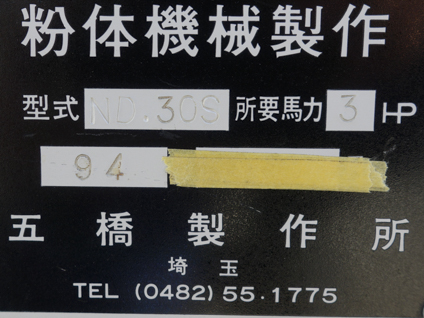 粉体機械製作
型式 ND.30S 所要馬力 3 HP
94
五橋製作所
埼玉
TEL (0482) 55・1775